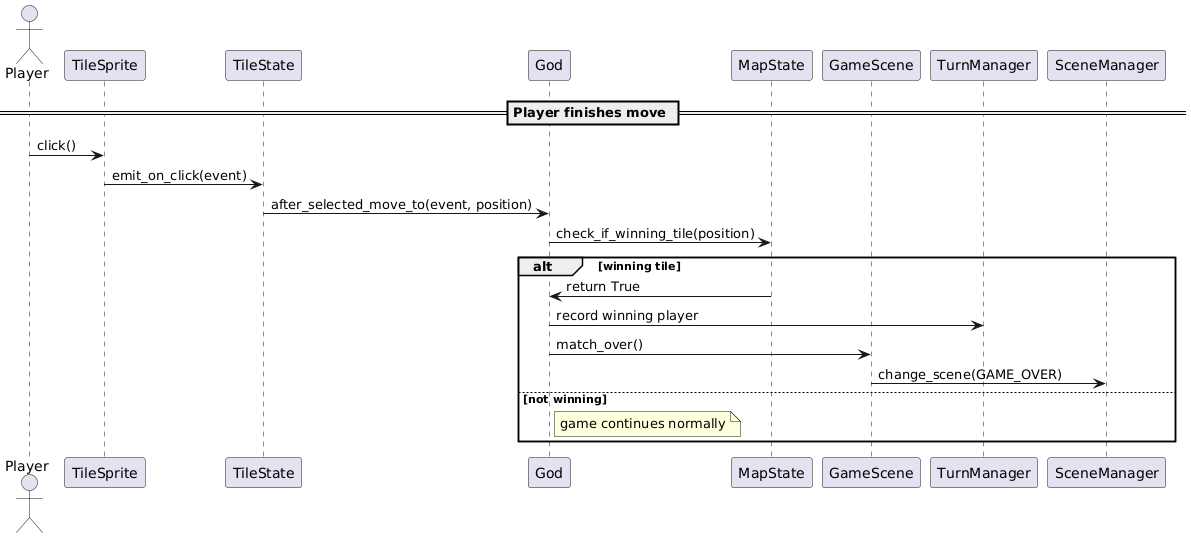 Player
TileSprite
TileState
God
MapState
GameScene
TurnManager
SceneManager
Player finishes move
click()
emit_on_click(event)
after_selected_move_to(event, position)
check_if_winning_tile(position)
alt
[winning tile]
return True
record winning player
match_over()
change_scene(GAME_OVER)
[not winning]
game continues normally
Player
TileSprite
TileState
God
MapState
GameScene
TurnManager
SceneManager